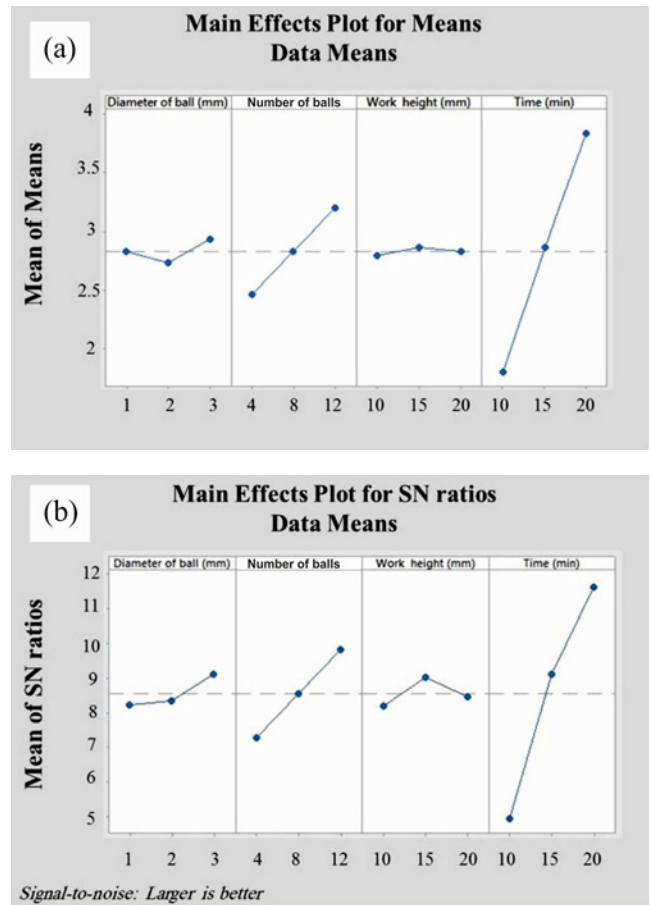 (a)
Main Effects Plot for Means
Data Means
Diameter of ball (mm) Number of balls Work height (mm) Time (min)
Mean of Means
4
3.5
3
2.5
2
1 2 3 4 8 12 10 15 20 10 15 20
(b)
Main Effects Plot for SN ratios
Data Means
Diameter of ball (mm) Number of balls Work height (mm) Time (min)
Mean of SN ratios
12
11
10
9
8
7
6
5
1 2 3 4 8 12 10 15 20 10 15 20
Signal-to-noise: Larger is better